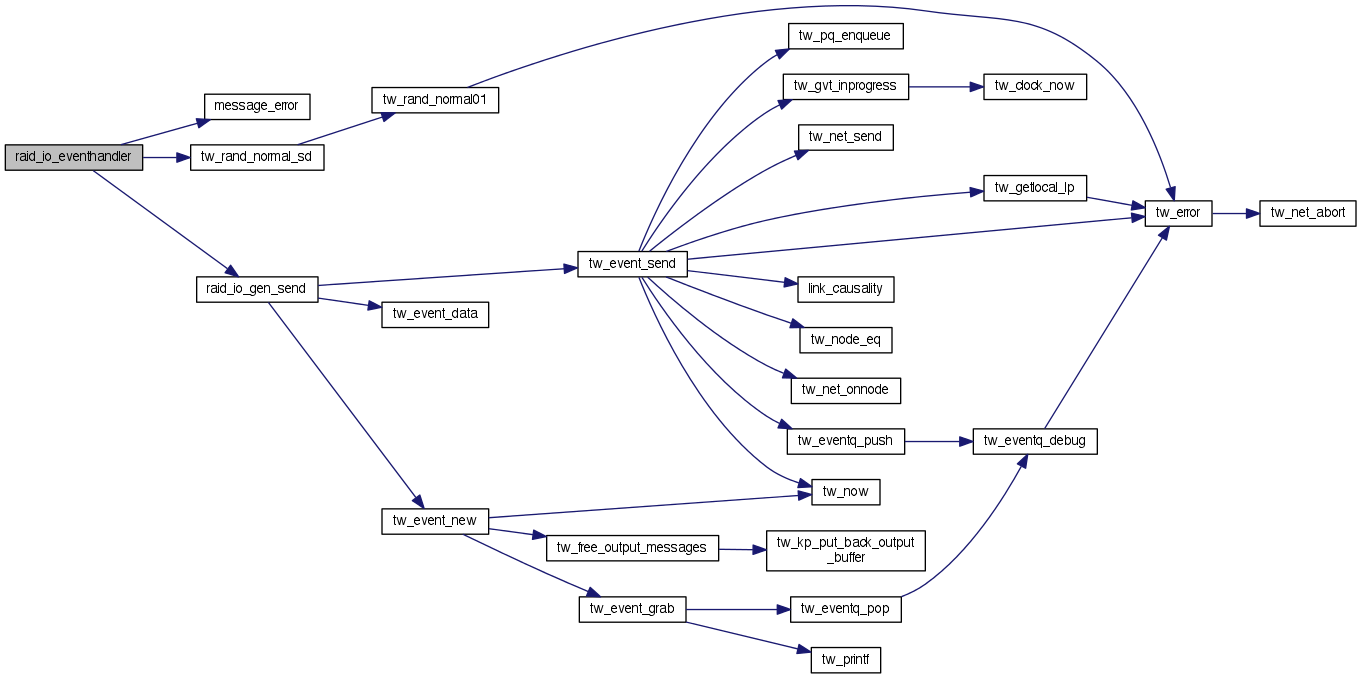 tw_pq_enqueue
tw_gvt_inprogress
tw_clock_now
tw_rand_normal01
message_error
tw_net_send
raid_io_eventhandler
tw_rand_normal_sd
tw_getlocal_lp
tw_error
tw_net_abort
tw_event_send
raid_io_gen_send
link_causality
tw_event_data
tw_node_eq
tw_net_onnode
tw_eventq_push
tw_eventq_debug
tw_now
tw_event_new
tw_free_output_messages
tw_kp_put_back_output
_buffer
tw_event_grab
tw_eventq_pop
tw_printf